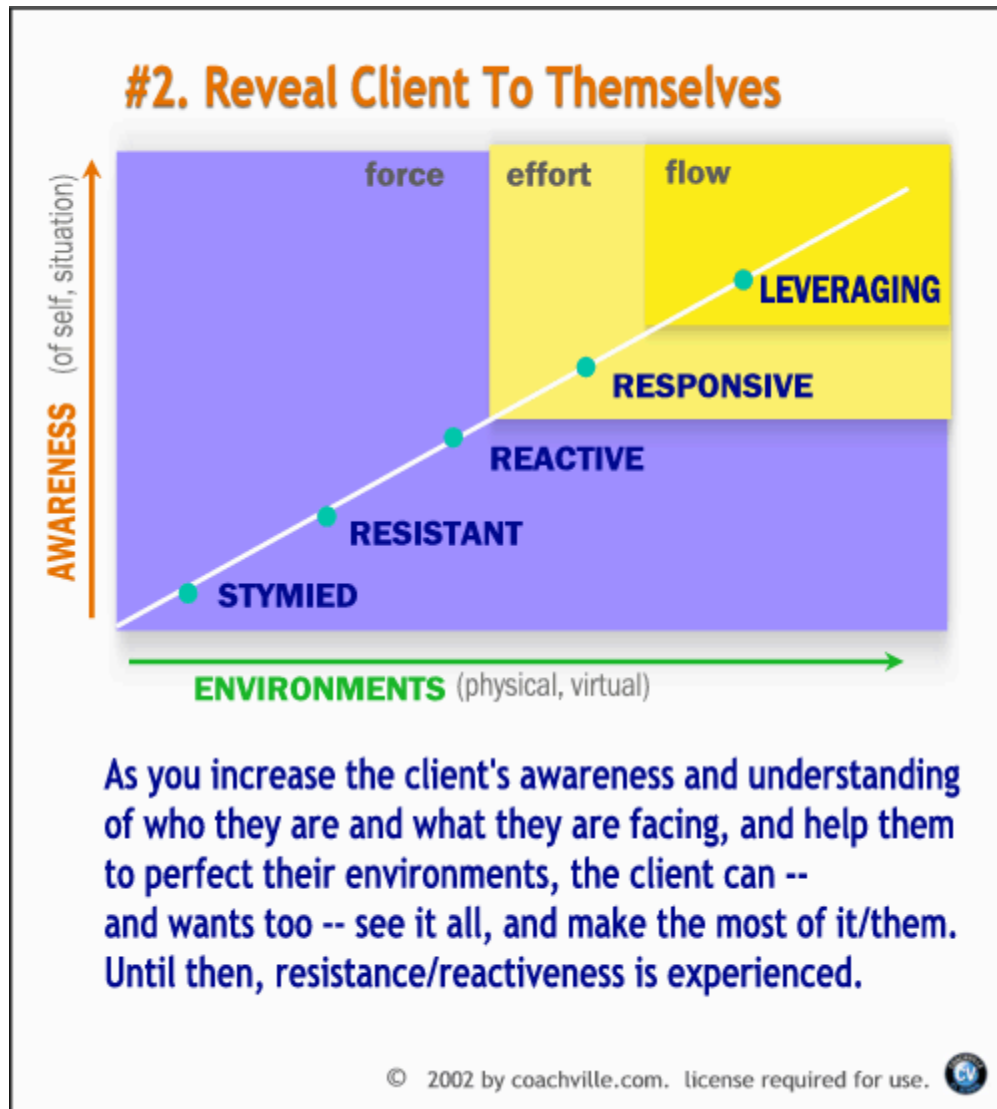 #2. Reveal Client To Themselves
force effort flow
LEVERAGING
RESPONSIVE
REACTIVE
RESISTANT
STYMIED
AWARENESS (of self, situation)
ENVIRONMENTS (physical, virtual)
As you increase the client's awareness and understanding
of who they are and what they are facing, and help them
to perfect their environments, the client can --
and wants too -- see it all, and make the most of it/them.
Until then, resistance/reactiveness is experienced.
© 2002 by coachville.com. license required for use.
CV